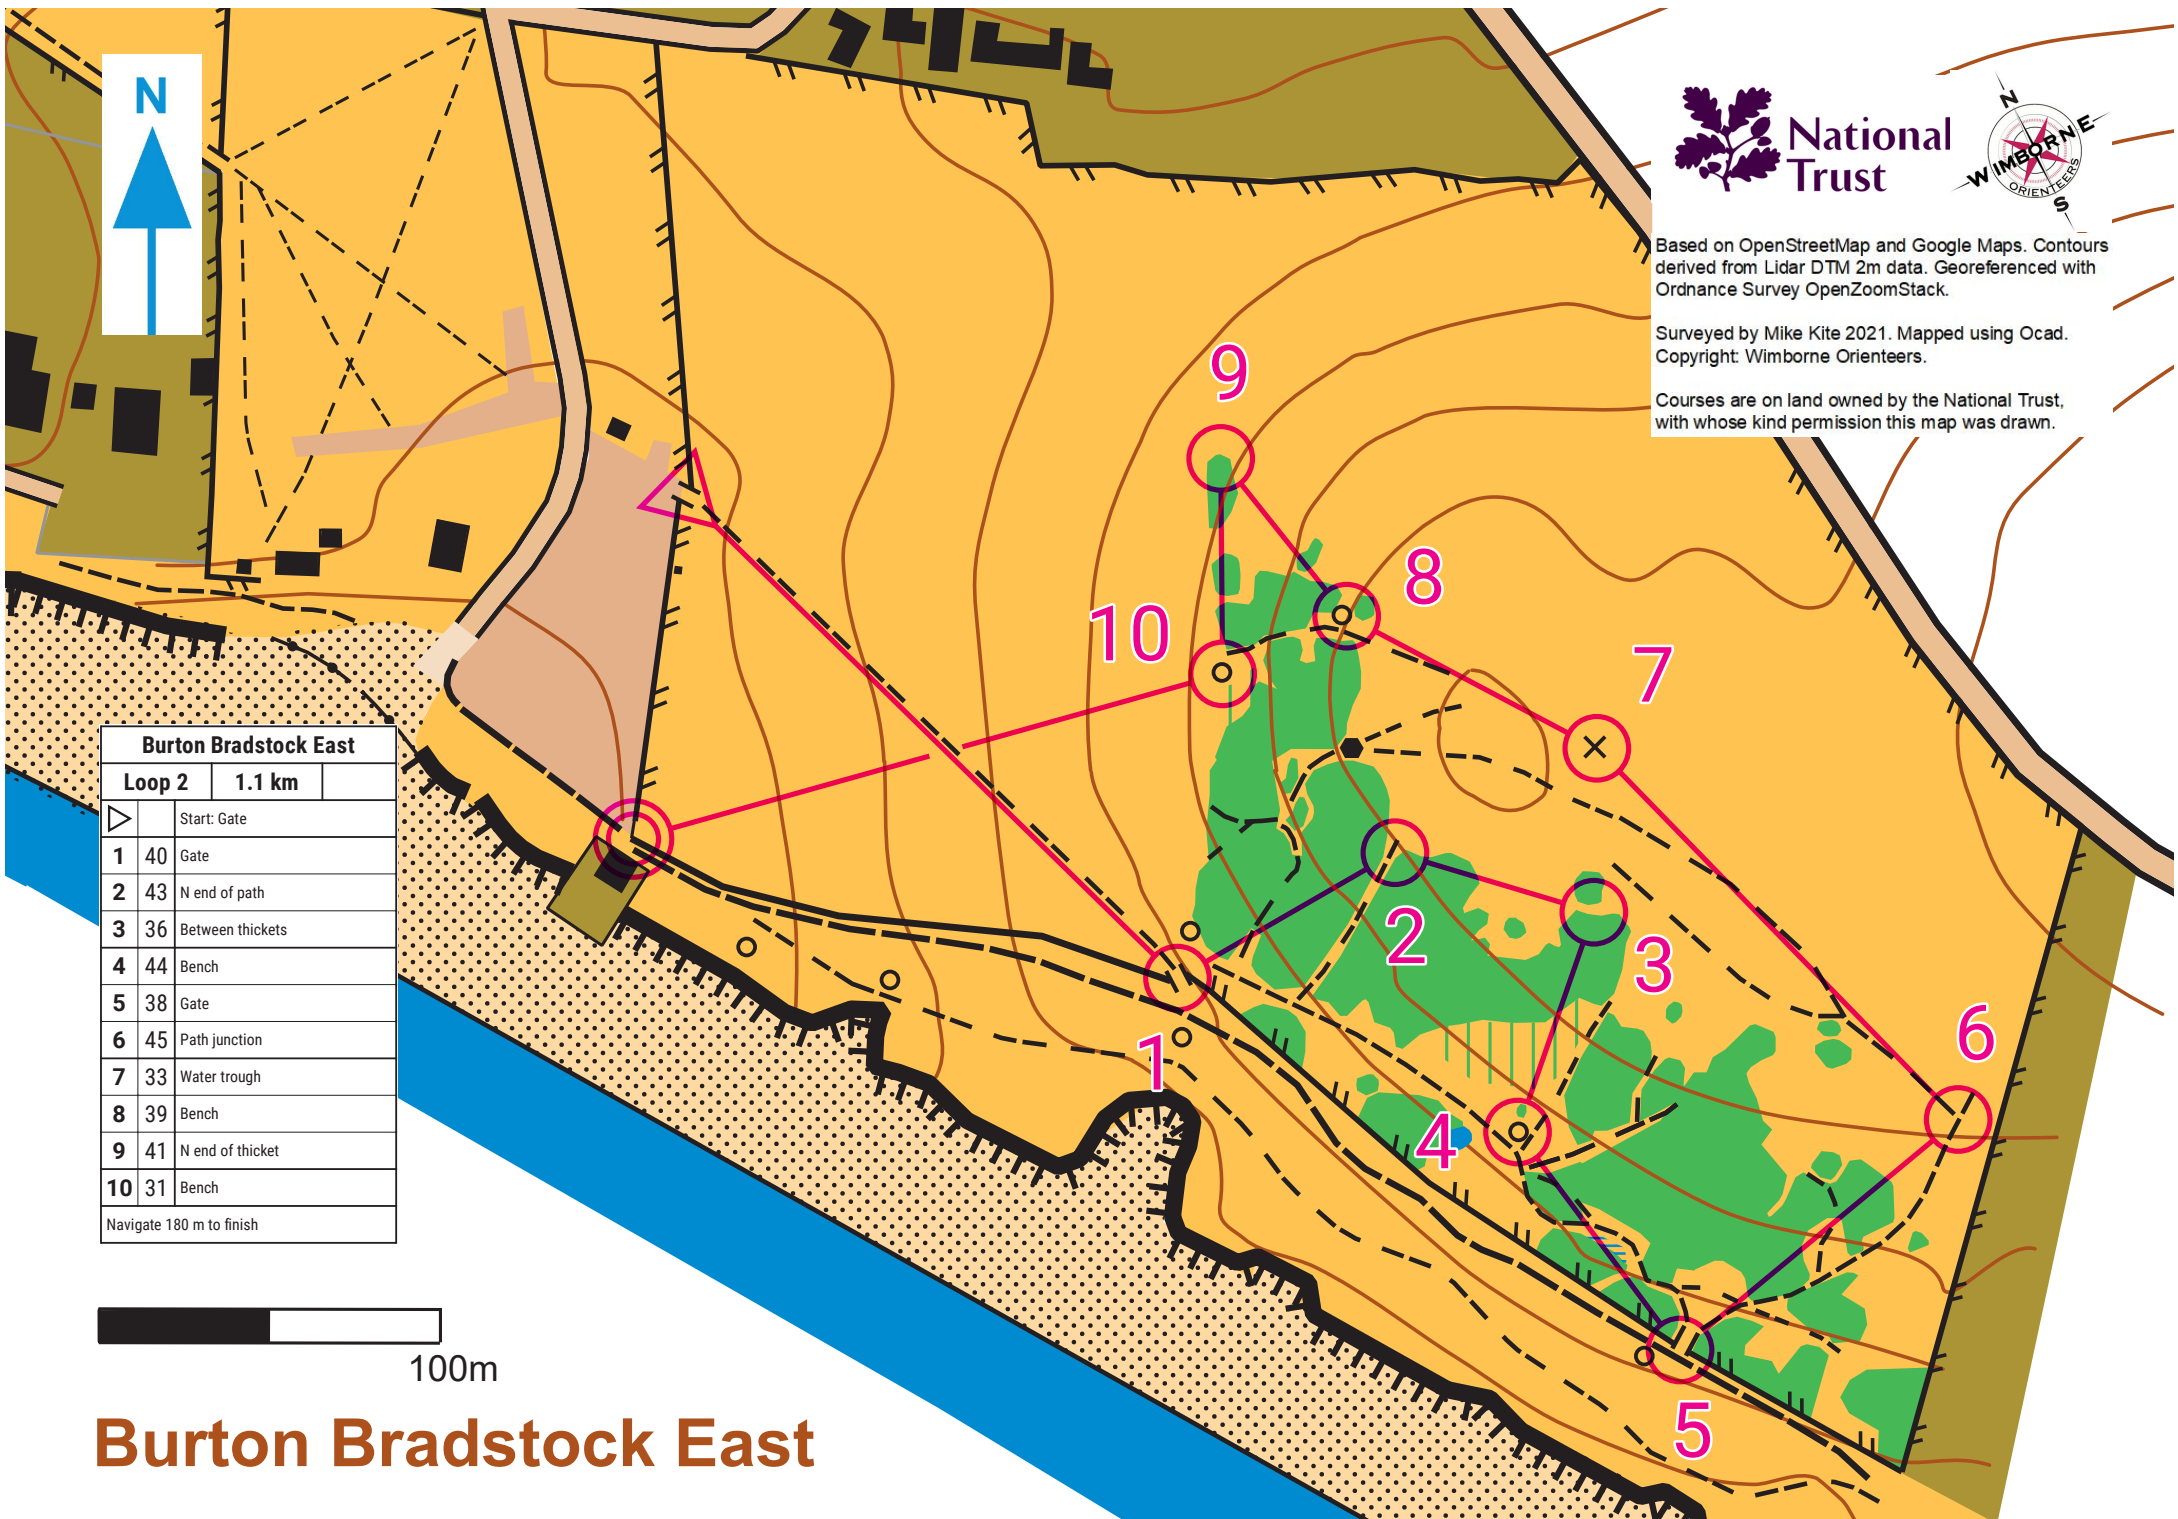 N
National
Trust
N
WIMBORNE
ORIENTEERS
S
Based on OpenStreetMap and Google Maps. Contours
derived from Lidar DTM 2m data. Georeferenced with
Ordnance Survey OpenZoomStack.
Surveyed by Mike Kite 2021. Mapped using Ocad.
Copyright: Wimborne Orienteers.
Courses are on land owned by the National Trust,
with whose kind permission this map was drawn.
9
8
10
7
2
3
6
1
4
5
Burton Bradstock East
Loop 2 1.1 km
Start: Gate
1 40 Gate
2 43 N end of path
3 36 Between thickets
4 44 Bench
5 38 Gate
6 45 Path junction
7 33 Water trough
8 39 Bench
9 41 N end of thicket
10 31 Bench
Navigate 180 m to finish
100m
Burton Bradstock East